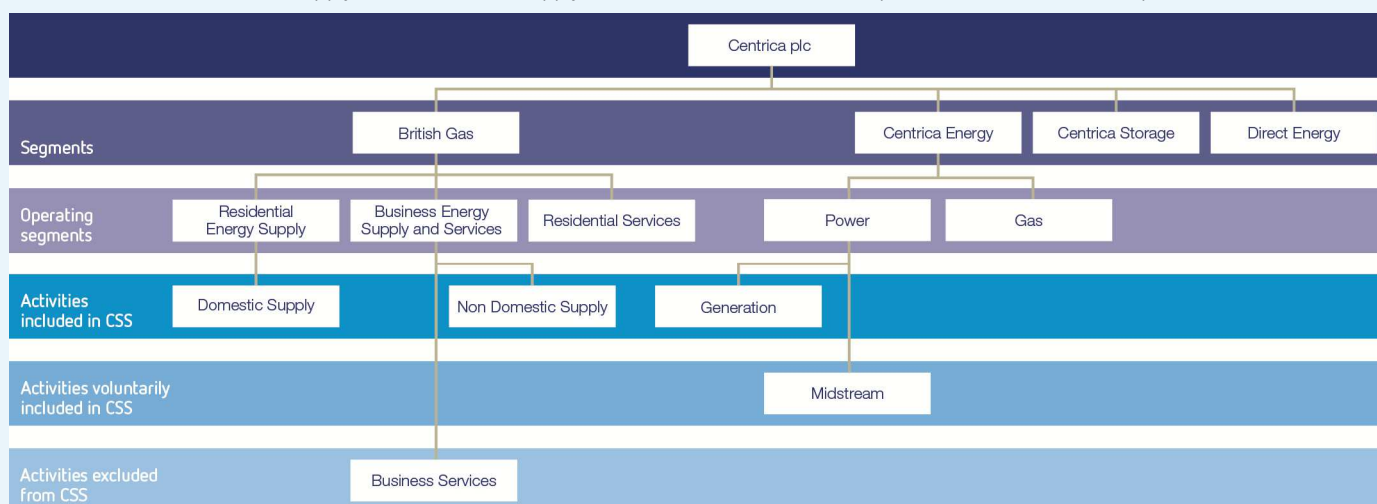 Centrica plc
Segments
British Gas
Centrica Energy
Centrica Storage
Direct Energy
Operating
segments
Residential
Energy Supply
Business Energy
Supply and Services
Residential Services
Power
Gas
Activities
included in CSS
Domestic Supply
Non Domestic Supply
Generation
Activities voluntarily
included in CSS
Midstream
Activities excluded
from CSS
Business Services